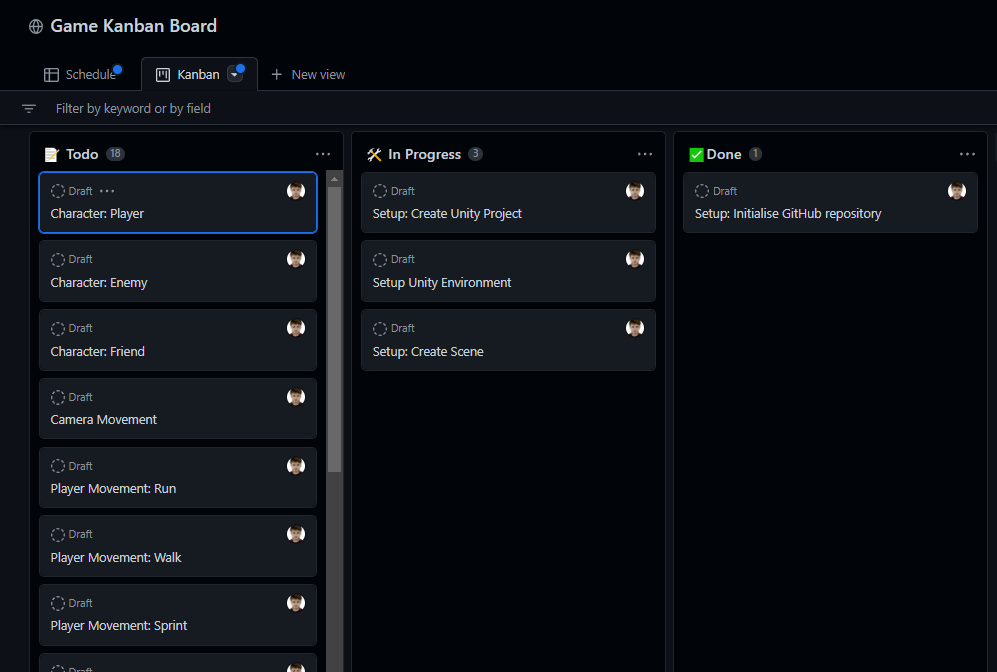 Game Kanban Board
Schedule
Kanban
New view
Filter by keyword or by field
Todo 18
Draft
Character: Player
Draft
Character: Enemy
Draft
Character: Friend
Draft
Camera Movement
Draft
Player Movement: Run
Draft
Player Movement: Walk
Draft
Player Movement: Sprint
Draft
In Progress 3
Draft
Setup: Create Unity Project
Draft
Setup Unity Environment
Draft
Setup: Create Scene
Done 1
Draft
Setup: Initialise GitHub repository